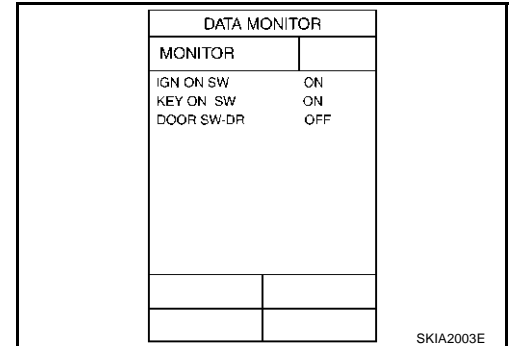 DATA MONITOR
MONITOR
IGN ON SW ON
KEY ON SW ON
DOOR SW-DR OFF
SKIA2003E